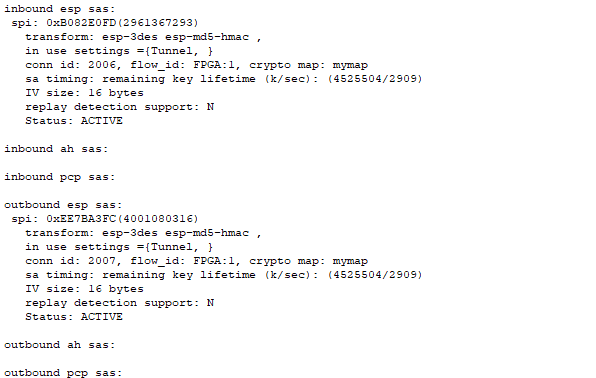 inbound esp sas:
spi: 0xB082E0FD(2961367293)
transform: esp-3des esp-md5-hmac ,
in use settings ={Tunnel, }
conn id: 2006, flow_id: FPGA:1, crypto map: mymap
sa timing: remaining key lifetime (k/sec): (4525504/2909)
IV size: 16 bytes
replay detection support: N
Status: ACTIVE
inbound ah sas:
inbound pcp sas:
outbound esp sas:
spi: 0xEE7BA3FC(4001080316)
transform: esp-3des esp-md5-hmac ,
in use settings ={Tunnel, }
conn id: 2007, flow_id: FPGA:1, crypto map: mymap
sa timing: remaining key lifetime (k/sec): (4525504/2909)
IV size: 16 bytes
replay detection support: N
Status: ACTIVE
outbound ah sas:
outbound pcp sas: